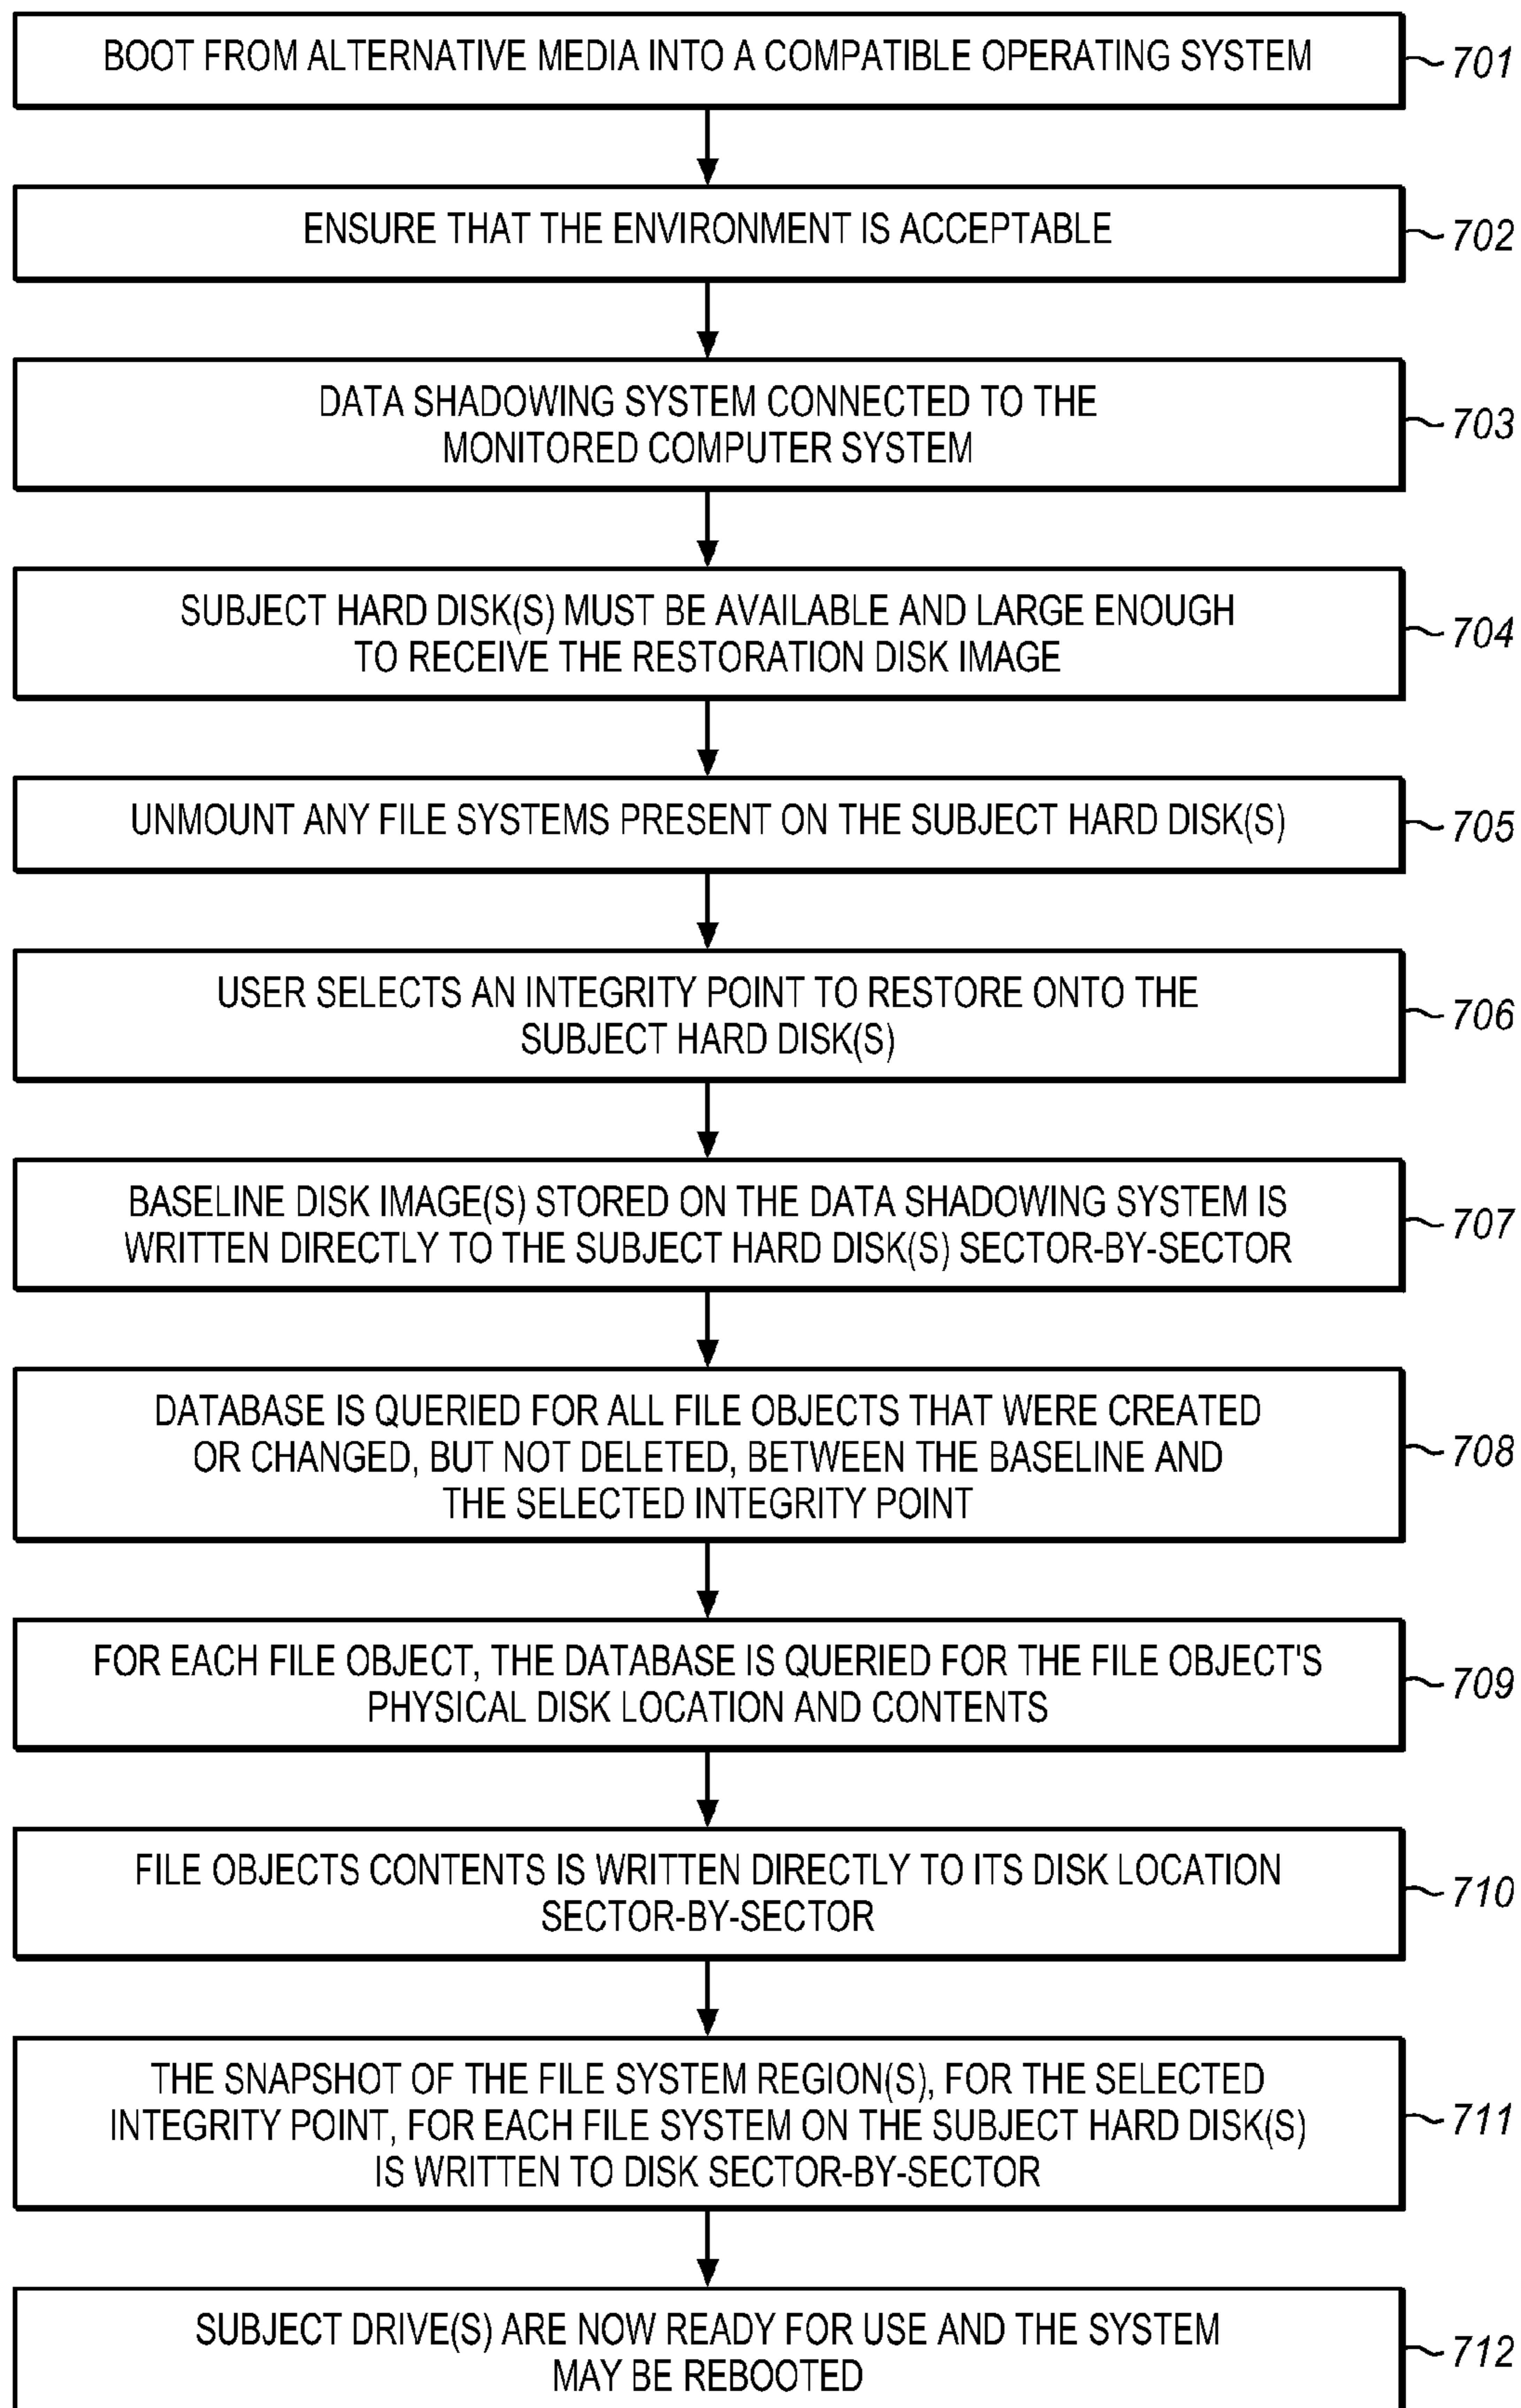 BOOT FROM ALTERNATIVE MEDIA INTO A COMPATIBLE OPERATING SYSTEM
701
ENSURE THAT THE ENVIRONMENT IS ACCEPTABLE
702
DATA SHADOWING SYSTEM CONNECTED TO THE
MONITORED COMPUTER SYSTEM
703
SUBJECT HARD DISK(S) MUST BE AVAILABLE AND LARGE ENOUGH
TO RECEIVE THE RESTORATION DISK IMAGE
704
UNMOUNT ANY FILE SYSTEMS PRESENT ON THE SUBJECT HARD DISK(S)
705
USER SELECTS AN INTEGRITY POINT TO RESTORE ONTO THE
SUBJECT HARD DISK(S)
706
BASELINE DISK IMAGE(S) STORED ON THE DATA SHADOWING SYSTEM IS
WRITTEN DIRECTLY TO THE SUBJECT HARD DISK(S) SECTOR-BY-SECTOR
707
DATABASE IS QUERIED FOR ALL FILE OBJECTS THAT WERE CREATED
OR CHANGED, BUT NOT DELETED, BETWEEN THE BASELINE AND
THE SELECTED INTEGRITY POINT
708
FOR EACH FILE OBJECT, THE DATABASE IS QUERIED FOR THE FILE OBJECT'S
PHYSICAL DISK LOCATION AND CONTENTS
709
FILE OBJECTS CONTENTS IS WRITTEN DIRECTLY TO ITS DISK LOCATION
SECTOR-BY-SECTOR
710
THE SNAPSHOT OF THE FILE SYSTEM REGION(S), FOR THE SELECTED
INTEGRITY POINT, FOR EACH FILE SYSTEM ON THE SUBJECT HARD DISK(S)
IS WRITTEN TO DISK SECTOR-BY-SECTOR
711
SUBJECT DRIVE(S) ARE NOW READY FOR USE AND THE SYSTEM
MAY BE REBOOTED
712